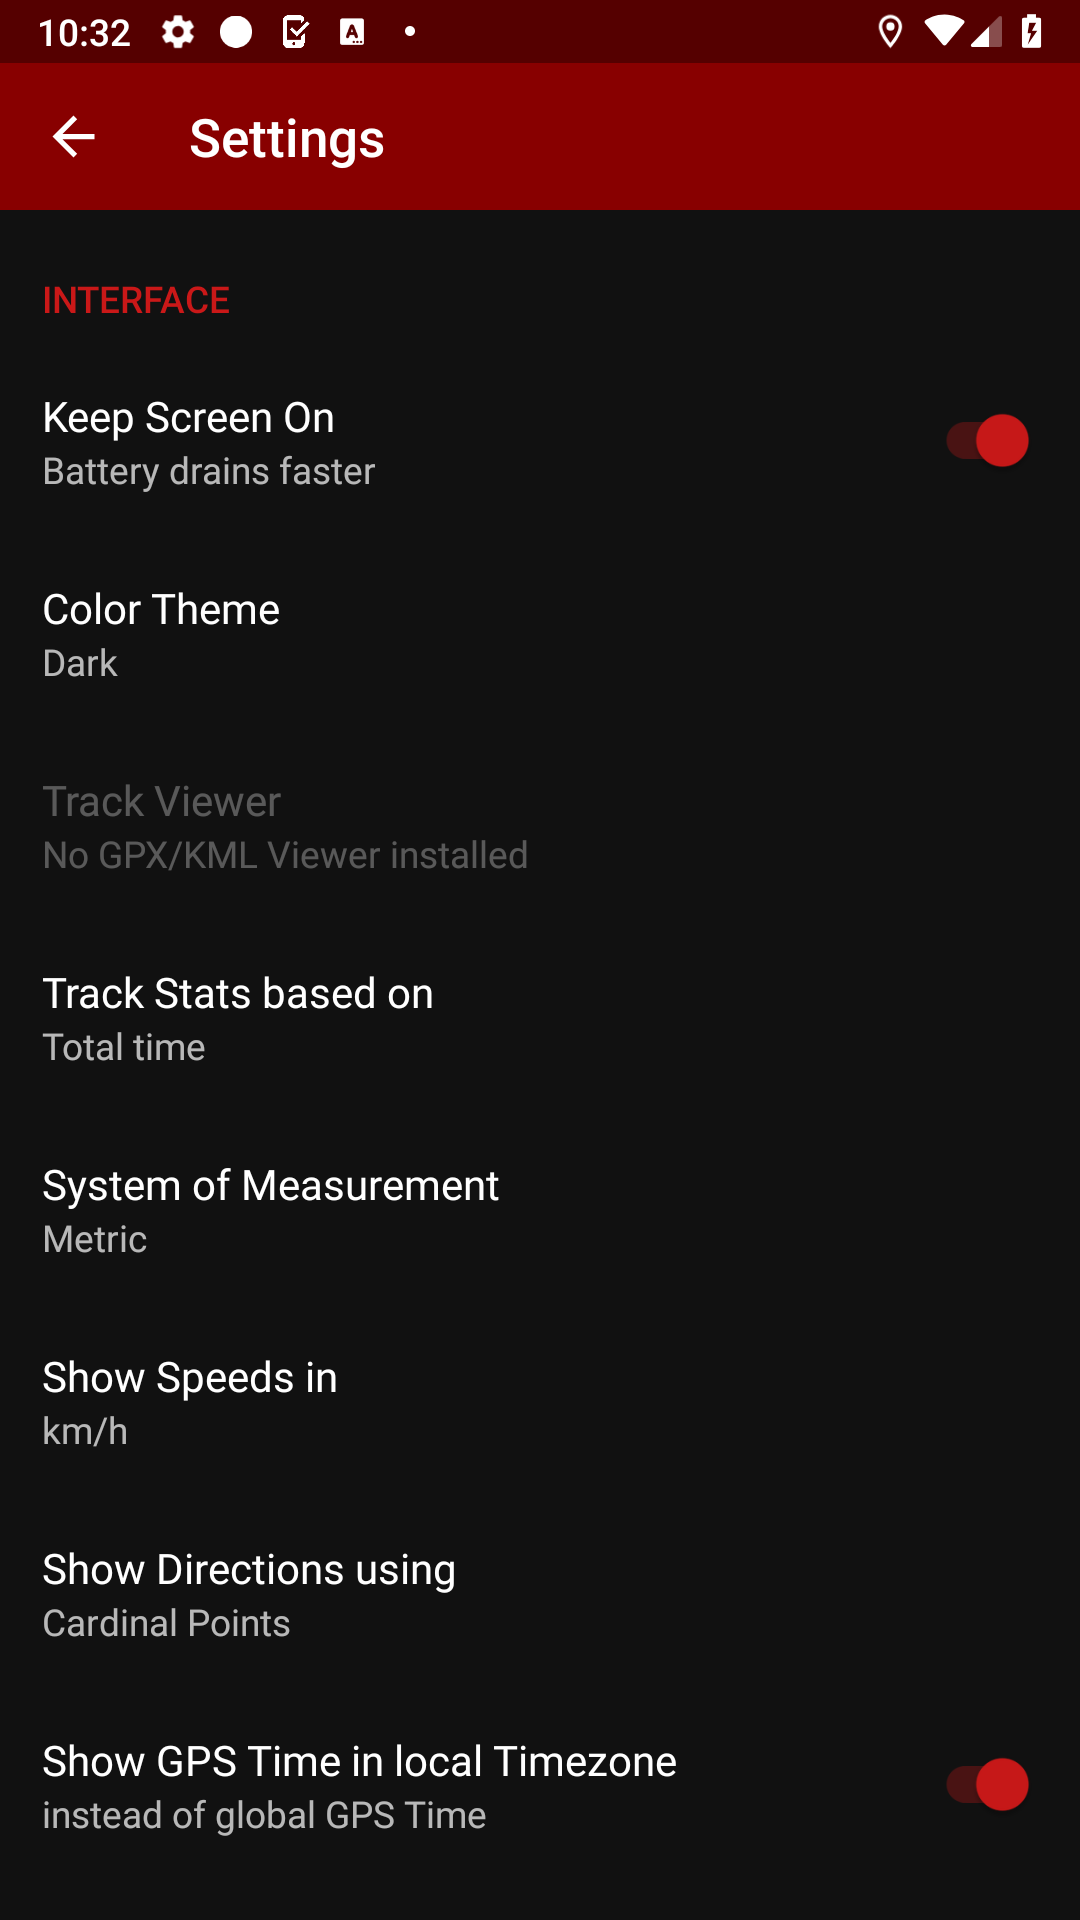 10:32
Settings
INTERFACE
Keep Screen On
Battery drains faster
Color Theme
Dark
Track Viewer
No GPX/KML Viewer installed
Track Stats based on
Total time
System of Measurement
Metric
Show Speeds in
km/h
Show Directions using
Cardinal Points
Show GPS Time in local Timezone
instead of global GPS Time